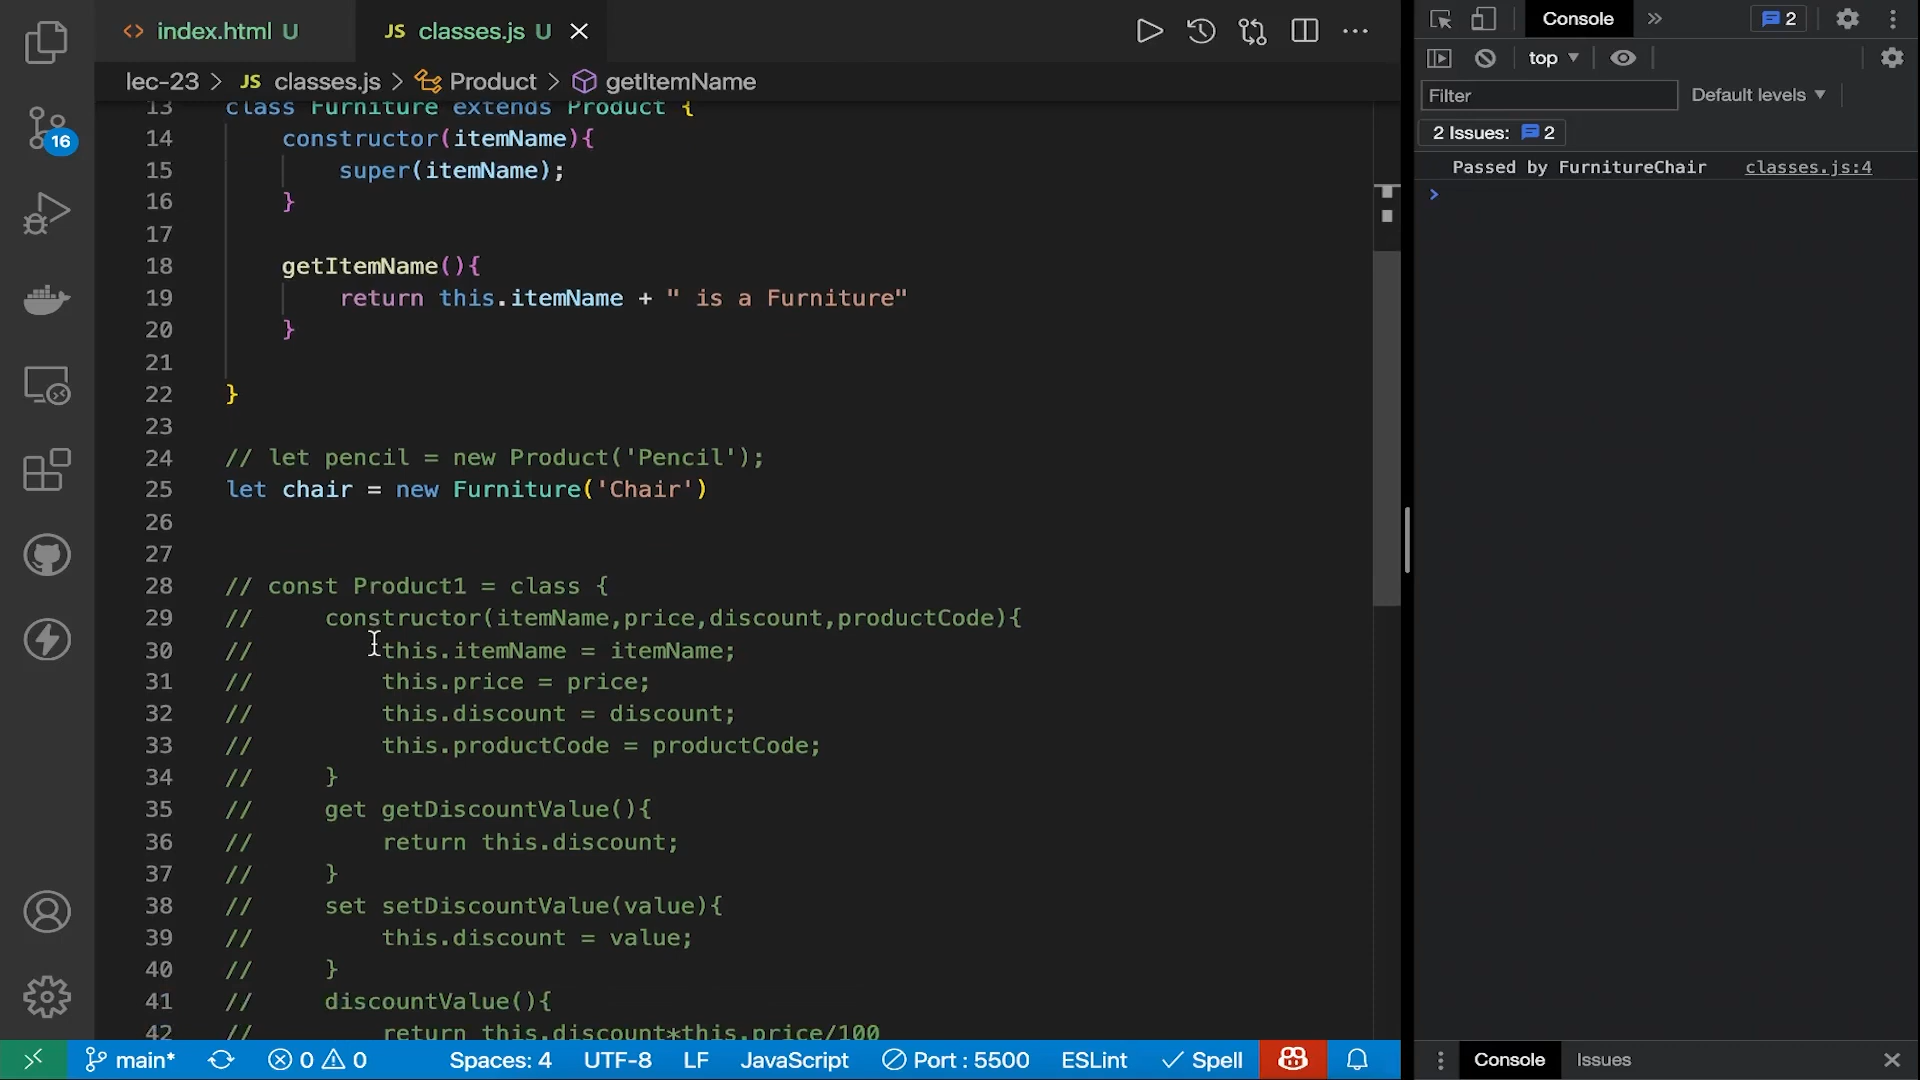 index.html U
JS classes.js U
lec-23 > JS classes.js > Product > getItemName
13 class Furniture extends Product {
14 constructor(itemName){
15 super(itemName);
16 }
17
18 getItemName(){
19 return this.itemName + " is a Furniture"
20 }
21
22 }
23
24 // let pencil = new Product('Pencil');
25 let chair = new Furniture('Chair')
26
27
28 // const Product1 = class {
29 // constructor(itemName,price,discount,productCode){
30 // this.itemName = itemName;
31 // this.price = price;
32 // this.discount = discount;
33 // this.productCode = productCode;
34 // }
35 // get getDiscountValue(){
36 // return this.discount;
37 // }
38 // set setDiscountValue(value){
39 // this.discount = value;
40 // }
41 // discountValue(){
42 // return this.discount*this.price/100
16
main* 0 0 Spaces: 4 UTF-8 LF JavaScript Port : 5500 ESLint Spell
Console 2
top
Filter Default levels
2 Issues: 2
Passed by FurnitureChair classes.js:4
>
Console Issues